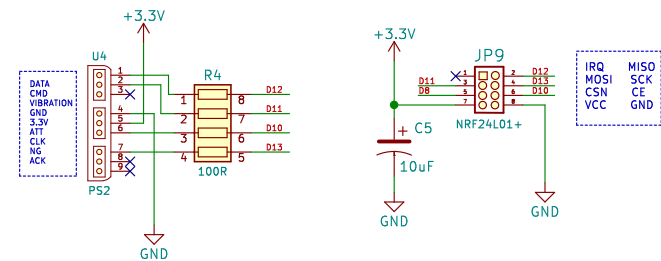 +3.3V
U4
DATA
CMD
VIBRATION
GND
3.3V
ATT
CLK
NG
ACK
1
2
3
4
5
6
7
8
9
PS2
R4
1 8 D12
2 7 D11
3 6 D10
4 5 D13
100R
GND
+3.3V
JP9
1 2 D12
D11 3 4 D13
D8 5 6 D10
7 8
NRF24L01+
+ C5
10uF
GND
GND
IRQ MISO
MOSI SCK
CSN CE
VCC GND